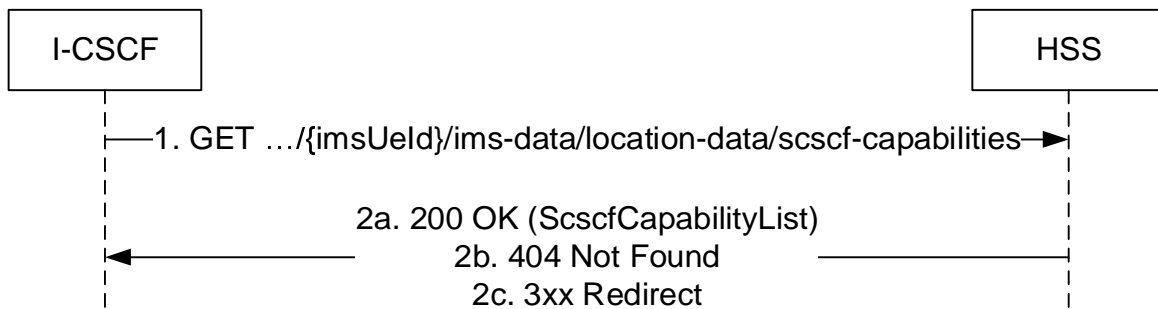 I-CSCF
HSS
1. GET …/{imsUeId}/ims-data/location-data/scscf-capabilities
2a. 200 OK (ScscfCapabilityList)
2b. 404 Not Found
2c. 3xx Redirect